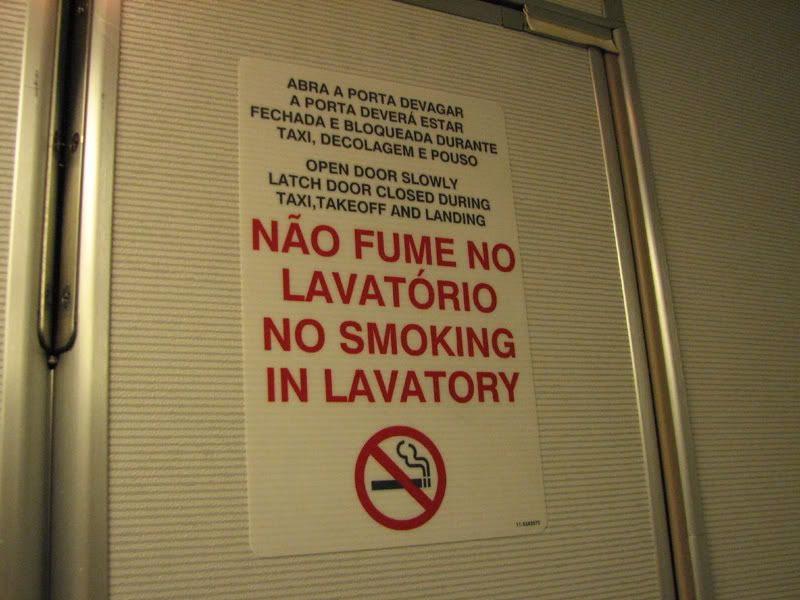 ABRA A PORTA DEVAGAR
A PORTA DEVERÁ ESTAR
FECHADA E BLOQUEADA DURANTE
TAXI, DECOLAGEM E POUSO
OPEN DOOR SLOWLY
LATCH DOOR CLOSED DURING
TAXI,TAKEOFF AND LANDING
NÃO FUME NO
LAVATÓRIO
NO SMOKING
IN LAVATORY